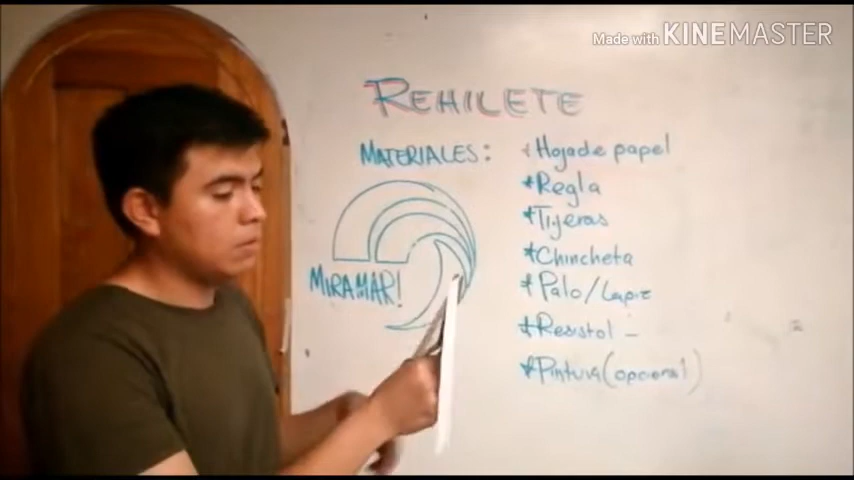 Made with KINEMASTER
REHILETE
MATERIALES:
*Hoja de papel
*Regla
*Tijeras
*Chincheta
MIRAMAR!
*Palo/Lapiz
*Resistol -
*Pintura(opcional)